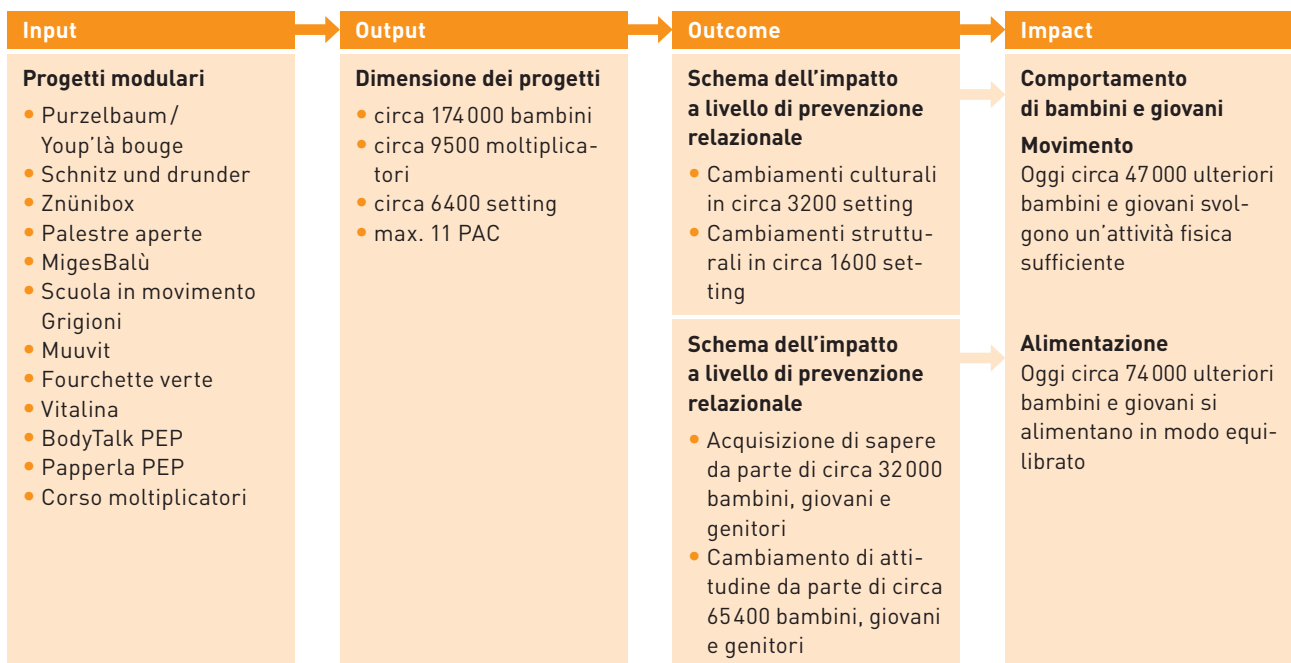 Input
Progetti modulari
• Purzelbaum/
Youp'là bouge
• Schnitz und drunder
• Znünibox
• Palestre aperte
• MigesBalù
• Scuola in movimento
Grigioni
• Muuvit
• Fourchette verte
• Vitalina
• BodyTalk PEP
• Papperla PEP
• Corso moltiplicatori
Output
Dimensione dei progetti
• circa 174 000 bambini
• circa 9500 moltiplica-
tori
• circa 6400 setting
• max. 11 PAC
Outcome
Schema dell'impatto
a livello di prevenzione
relazionale
• Cambiamenti culturali
in circa 3200 setting
• Cambiamenti struttu-
rali in circa 1600 set-
ting
Schema dell'impatto
a livello di prevenzione
relazionale
• Acquisizione di sapere
da parte di circa 32 000
bambini, giovani e
genitori
• Cambiamento di atti-
tudine da parte di circa
65 400 bambini, giovani
e genitori
Impact
Comportamento
di bambini e giovani
Movimento
Oggi circa 47 000 ulteriori
bambini e giovani svol-
gono un'attività fisica
sufficiente
Alimentazione
Oggi circa 74 000 ulteriori
bambini e giovani si
alimentano in modo equi-
librato